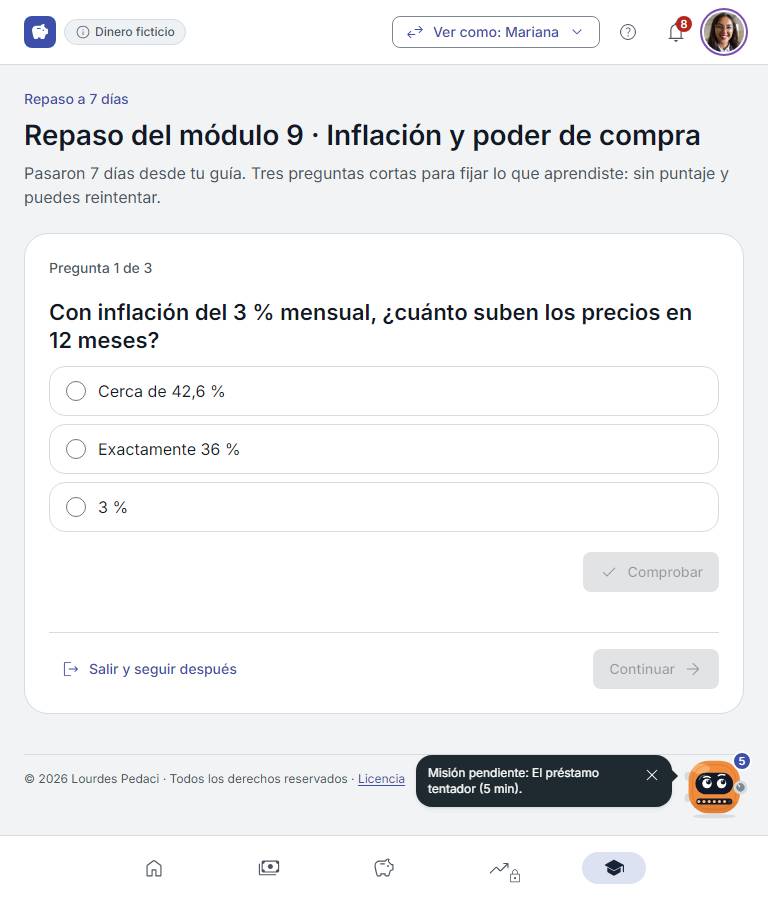 Dinero ficticio
Ver como: Mariana
8
Repaso a 7 días
Repaso del módulo 9 · Inflación y poder de compra
Pasaron 7 días desde tu guía. Tres preguntas cortas para fijar lo que aprendiste: sin puntaje y
puedes reintentar.
Pregunta 1 de 3
Con inflación del 3 % mensual, ¿cuánto suben los precios en
12 meses?
Cerca de 42,6 %
Exactamente 36 %
3 %
Comprobar
Salir y seguir después
Continuar
© 2026 Lourdes Pedaci · Todos los derechos reservados · Licencia
Misión pendiente: El préstamo
tentador (5 min).
5